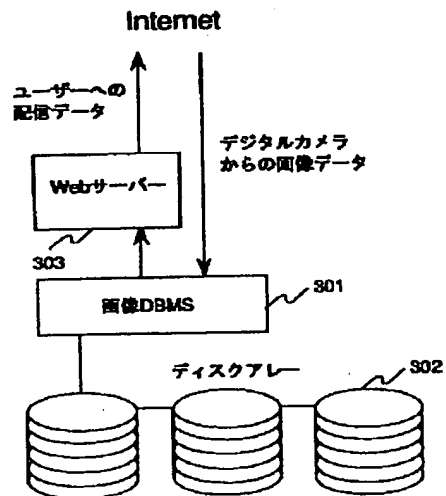 Internet
ユーザーへの
配信データ
デジタルカメラ
からの画像データ
Webサーバー
303
301
画像DBMS
ディスクアレー
302